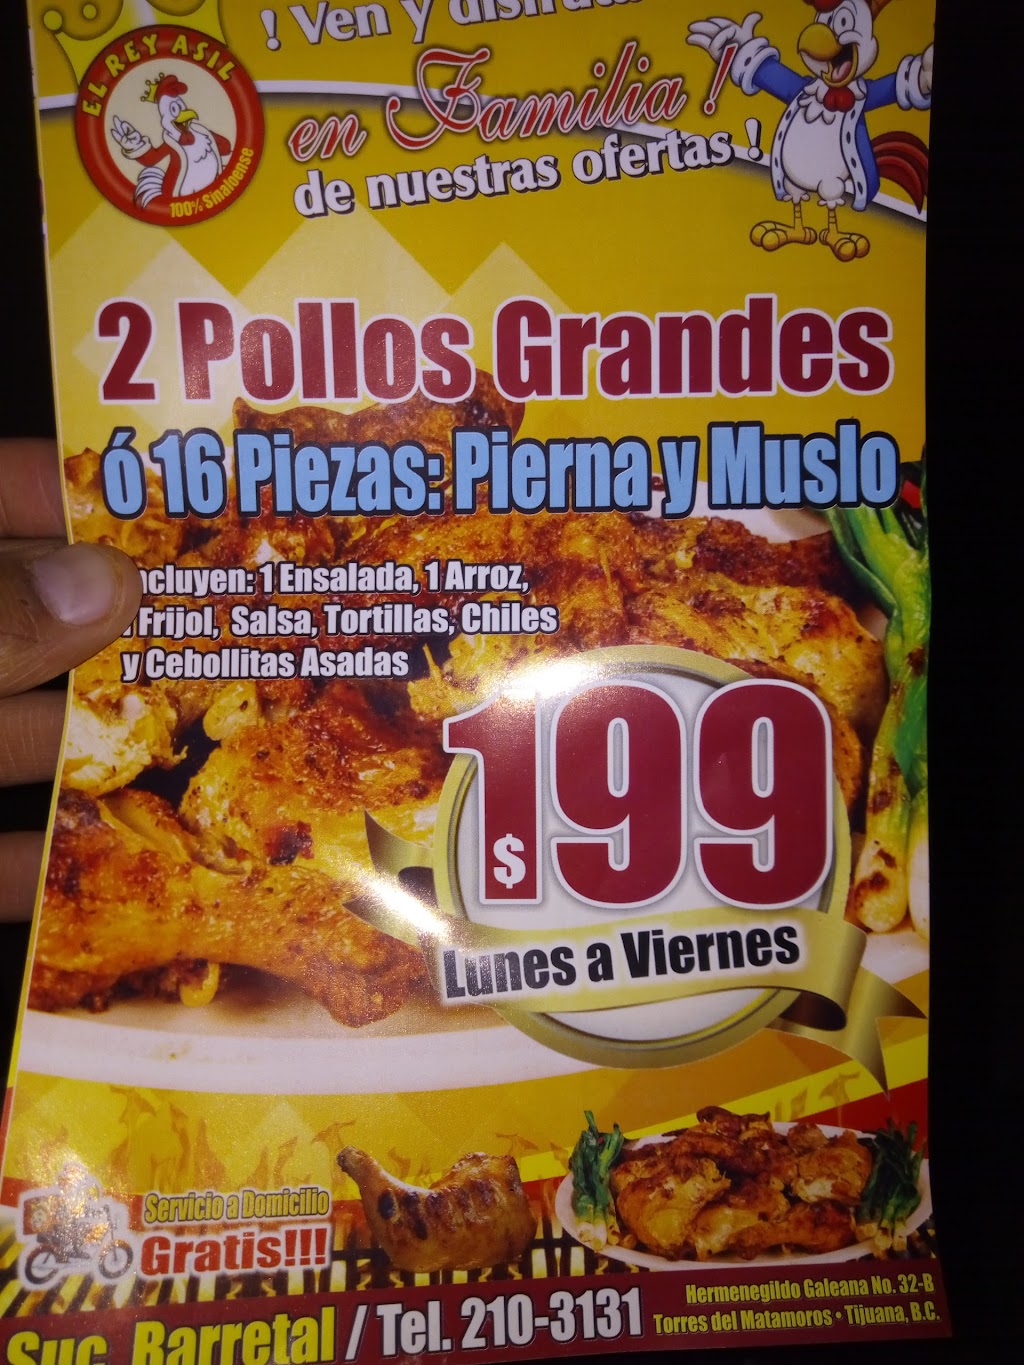 EL REY ASIL
100% Sinaloense
! Ven y disfruta
en Familia !
de nuestras ofertas !
2 Pollos Grandes
ó 16 Piezas: Pierna y Muslo
ncluyen: 1 Ensalada, 1 Arroz,
Frijol, Salsa, Tortillas, Chiles
y Cebollitas Asadas
$199
Lunes a Viernes
Servicio a Domicilio
Gratis!!!
Suc. Barretal / Tel. 210-3131
Hermenegildo Galeana No. 32-B
Torres del Matamoros • Tijuana, B.C.